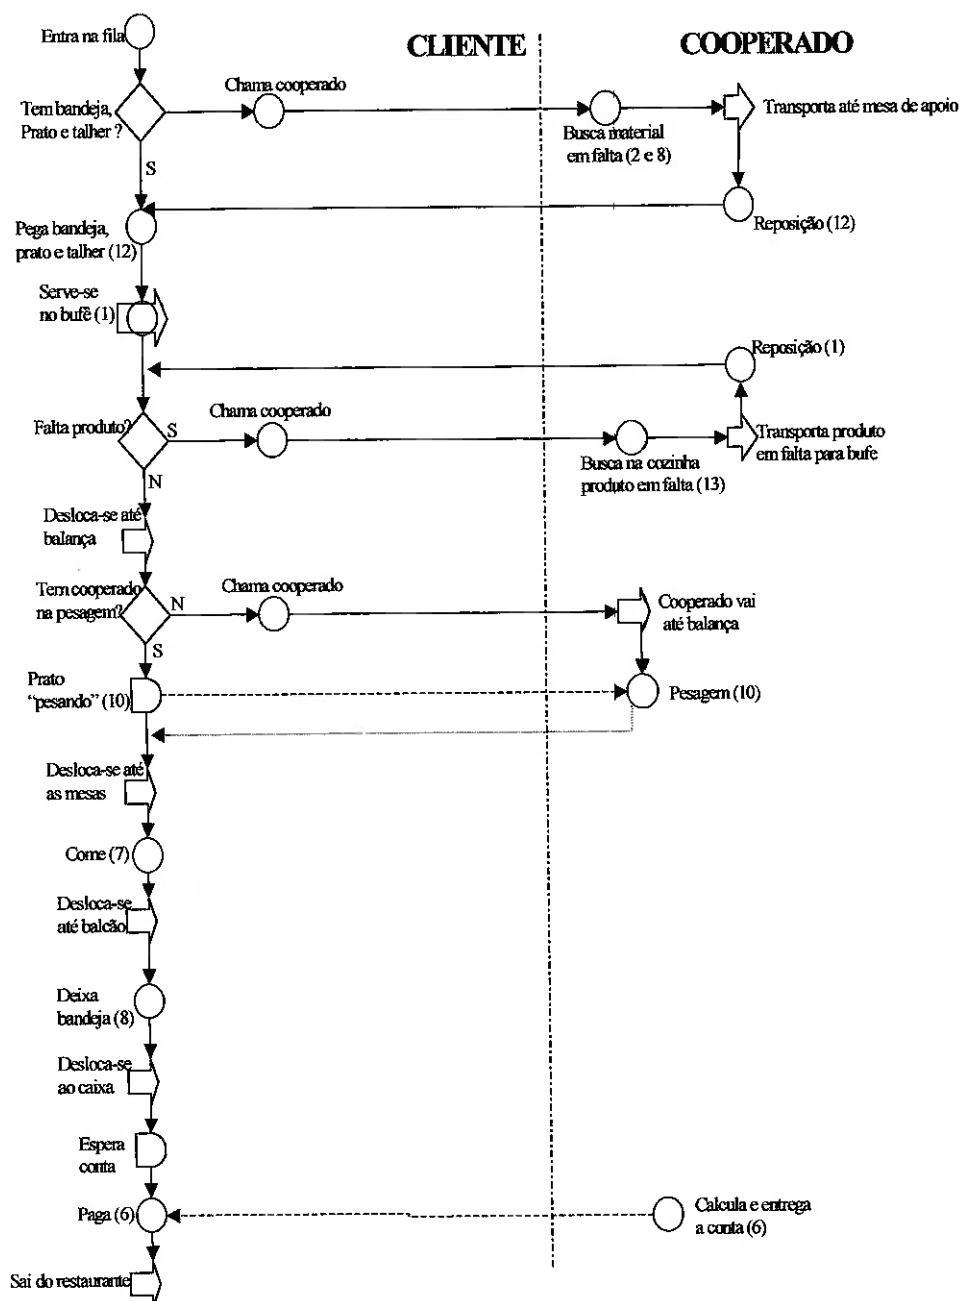 Entra na fila
CLIENTE
COOPERADO
Chama cooperado
Tem bandeja,
Prato e talher ?
Busca material
em falta (2 e 8)
Transporta até mesa de apoio
S
Pega bandeja,
prato e talher (12)
Reposição (12)
Serve-se
no bufê (1)
Reposição (1)
Chama cooperado
Falta produto?
S
Busca na cozinha
produto em falta (13)
Transporta produto
em falta para bufe
N
Desloca-se até
balança
Tem cooperado
na pesagem?
N
Chama cooperado
Cooperado vai
até balança
S
Prato
"pesando" (10)
Pesagem (10)
Desloca-se até
as mesas
Come (7)
Desloca-se
até balcão
Deixa
bandeja (8)
Desloca-se
ao caixa
Espera
conta
Paga (6)
Calcula e entrega
a conta (6)
Sai do restaurante